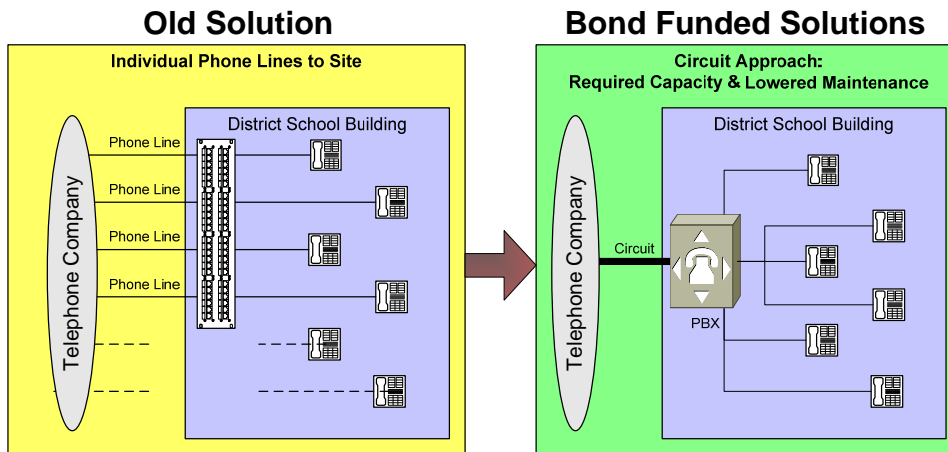 Old Solution
Individual Phone Lines to Site
District School Building
Telephone Company
Phone Line
Phone Line
Phone Line
Phone Line
Bond Funded Solutions
Circuit Approach:
Required Capacity & Lowered Maintenance
District School Building
Telephone Company
Circuit
PBX